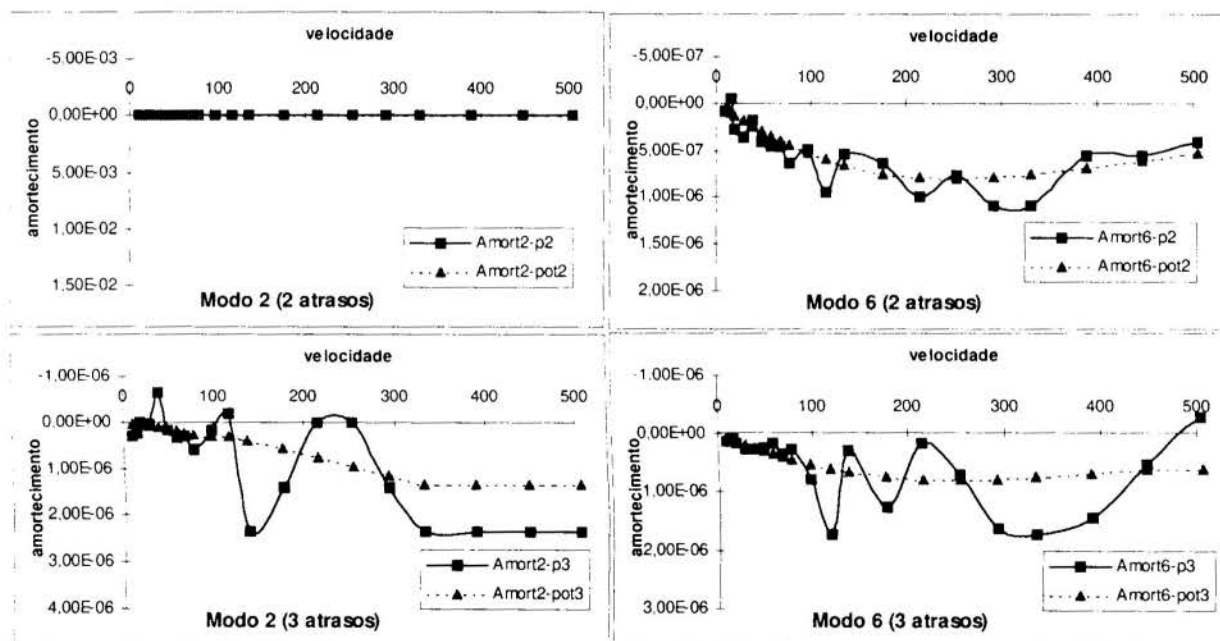 velocidade
-5.00E-03
0 100 200 300 400 500
0.00E+00
5.00E-03
1.00E-02
1.50E-02
amortecimento
Amort2-p2
Amort2-pot2
Modo 2 (2 atrasos)
velocidade
-5.00E-07
0 100 200 300 400 500
0.00E+00
5.00E-07
1.00E-06
1.50E-06
2.00E-06
amortecimento
Amort6-p2
Amort6-pot2
Modo 6 (2 atrasos)
velocidade
-1.00E-06
0 100 200 300 400 500
0.00E+00
1.00E-06
2.00E-06
3.00E-06
4.00E-06
amortecimento
Amort2-p3
Amort2-pot3
Modo 2 (3 atrasos)
velocidade
-1.00E-06
0 100 200 300 400 500
0.00E+00
1.00E-06
2.00E-06
3.00E-06
amortecimento
Amort6-p3
Amort6-pot3
Modo 6 (3 atrasos)